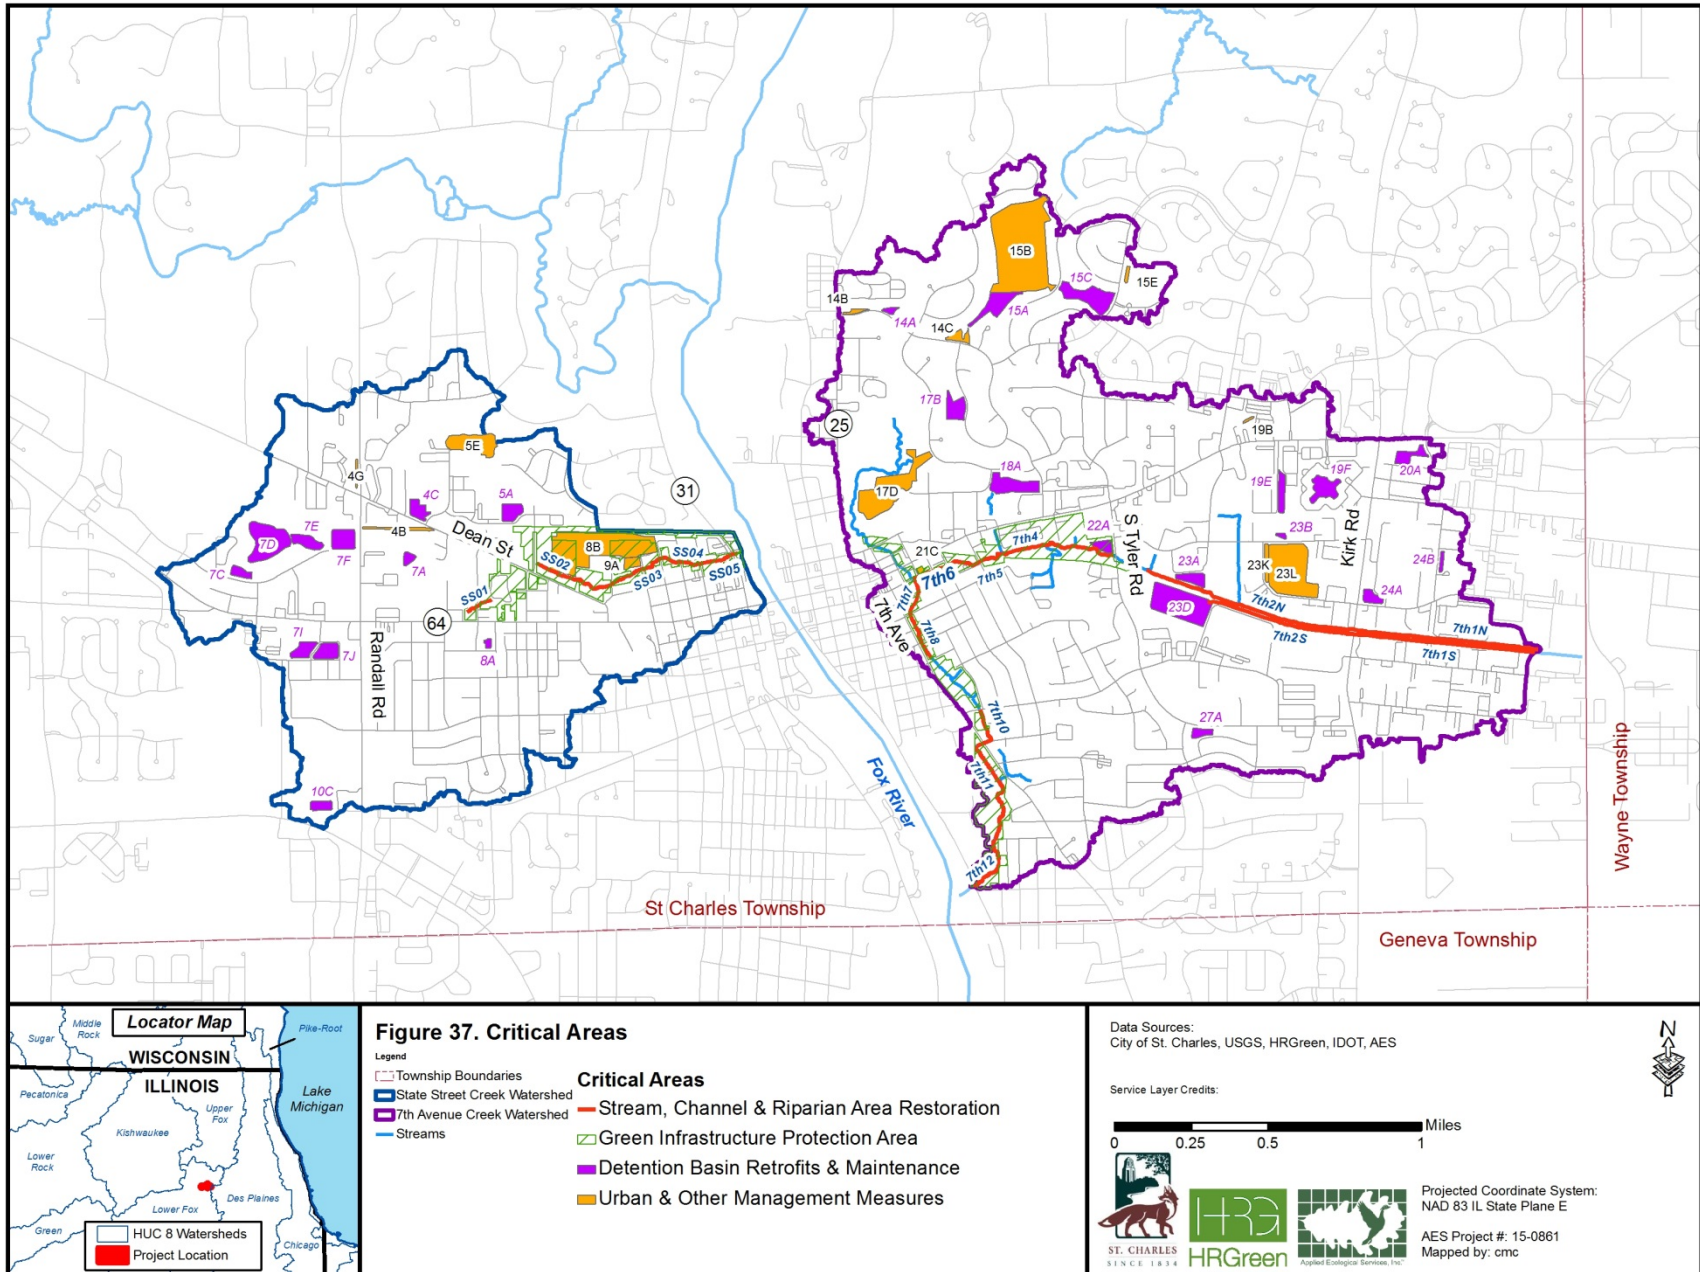 15B
15C
15E
14B
14A
15A
14C
17B
25
5E
4G
4C
5A
31
17D
18A
19B
19E
19F
20A
7D
7E
7F
7C
4B
7A
Dean St
8B
9A
SS01
SS02
SS03
SS04
SS05
64
7I
7J
8A
Randall Rd
10C
21C
22A
7th4
7th5
7th6
7th7
7th8
7th Ave
7th10
7th11
7th12
S Tyler Rd
23A
23D
23B
23K
23L
Kirk Rd
24B
24A
7th2N
7th2S
7th1N
7th1S
27A
Fox River
St Charles Township
Geneva Township
Wayne Township
Locator Map
WISCONSIN
ILLINOIS
Sugar
Middle
Rock
Pike-Root
Pecatonica
Upper
Fox
Lake
Michigan
Kishwaukee
Lower
Rock
Des Plaines
Lower Fox
Green
Chicago
HUC 8 Watersheds
Project Location
Figure 37. Critical Areas
Legend
Township Boundaries
State Street Creek Watershed
7th Avenue Creek Watershed
Streams
Critical Areas
Stream, Channel & Riparian Area Restoration
Green Infrastructure Protection Area
Detention Basin Retrofits & Maintenance
Urban & Other Management Measures
Data Sources:
City of St. Charles, USGS, HRGreen, IDOT, AES
Service Layer Credits:
N
Miles
0 0.25 0.5 1
ST. CHARLES
SINCE 1834
HRG
HRGreen
Applied Ecological Services, Inc.
Projected Coordinate System:
NAD 83 IL State Plane E
AES Project #: 15-0861
Mapped by: cmc